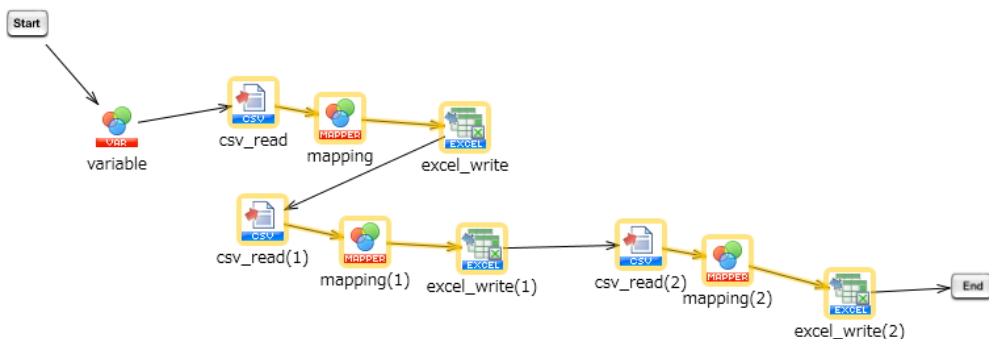 Start
VAR
variable
CSV
csv_read
MAPPER
mapping
EXCEL
excel_write
CSV
csv_read(1)
MAPPER
mapping(1)
EXCEL
excel_write(1)
CSV
csv_read(2)
MAPPER
mapping(2)
EXCEL
excel_write(2)
End